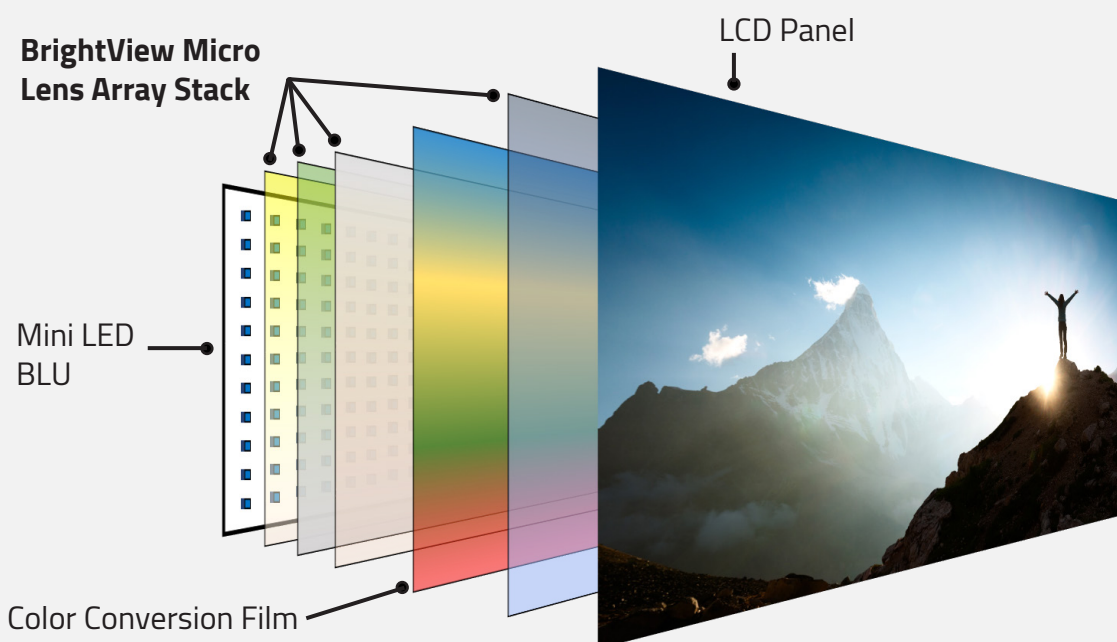 LCD Panel
BrightView Micro
Lens Array Stack
Mini LED
BLU
Color Conversion Film